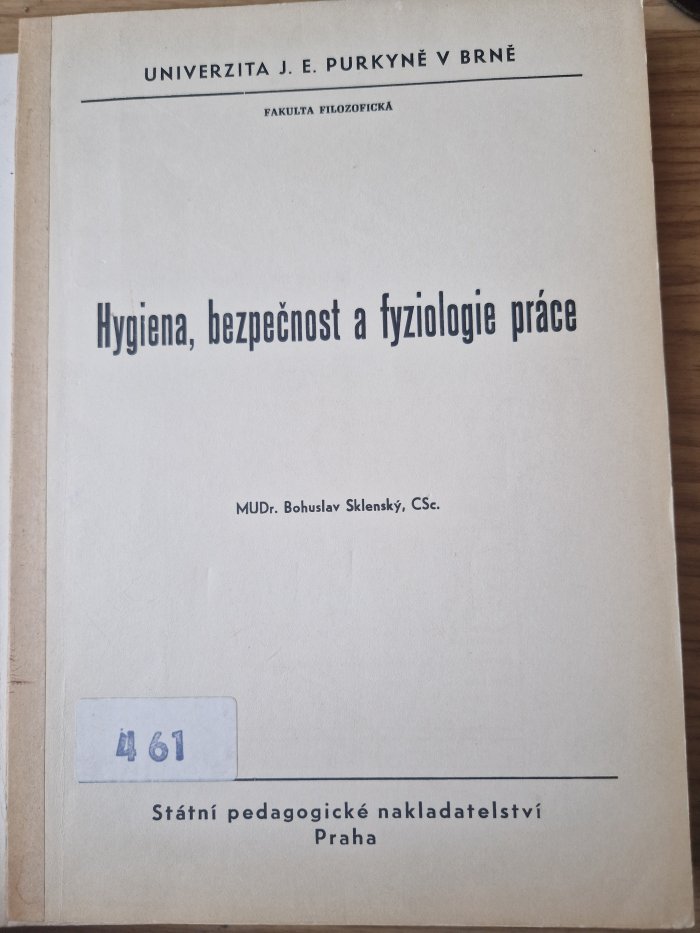 UNIVERZITA J. E. PURKYNĚ V BRNĚ
FAKULTA FILOZOFICKÁ
Hygiena, bezpečnost a fyziologie práce
MUDr. Bohuslav Sklenský, CSc.
461
Státní pedagogické nakladatelství
Praha